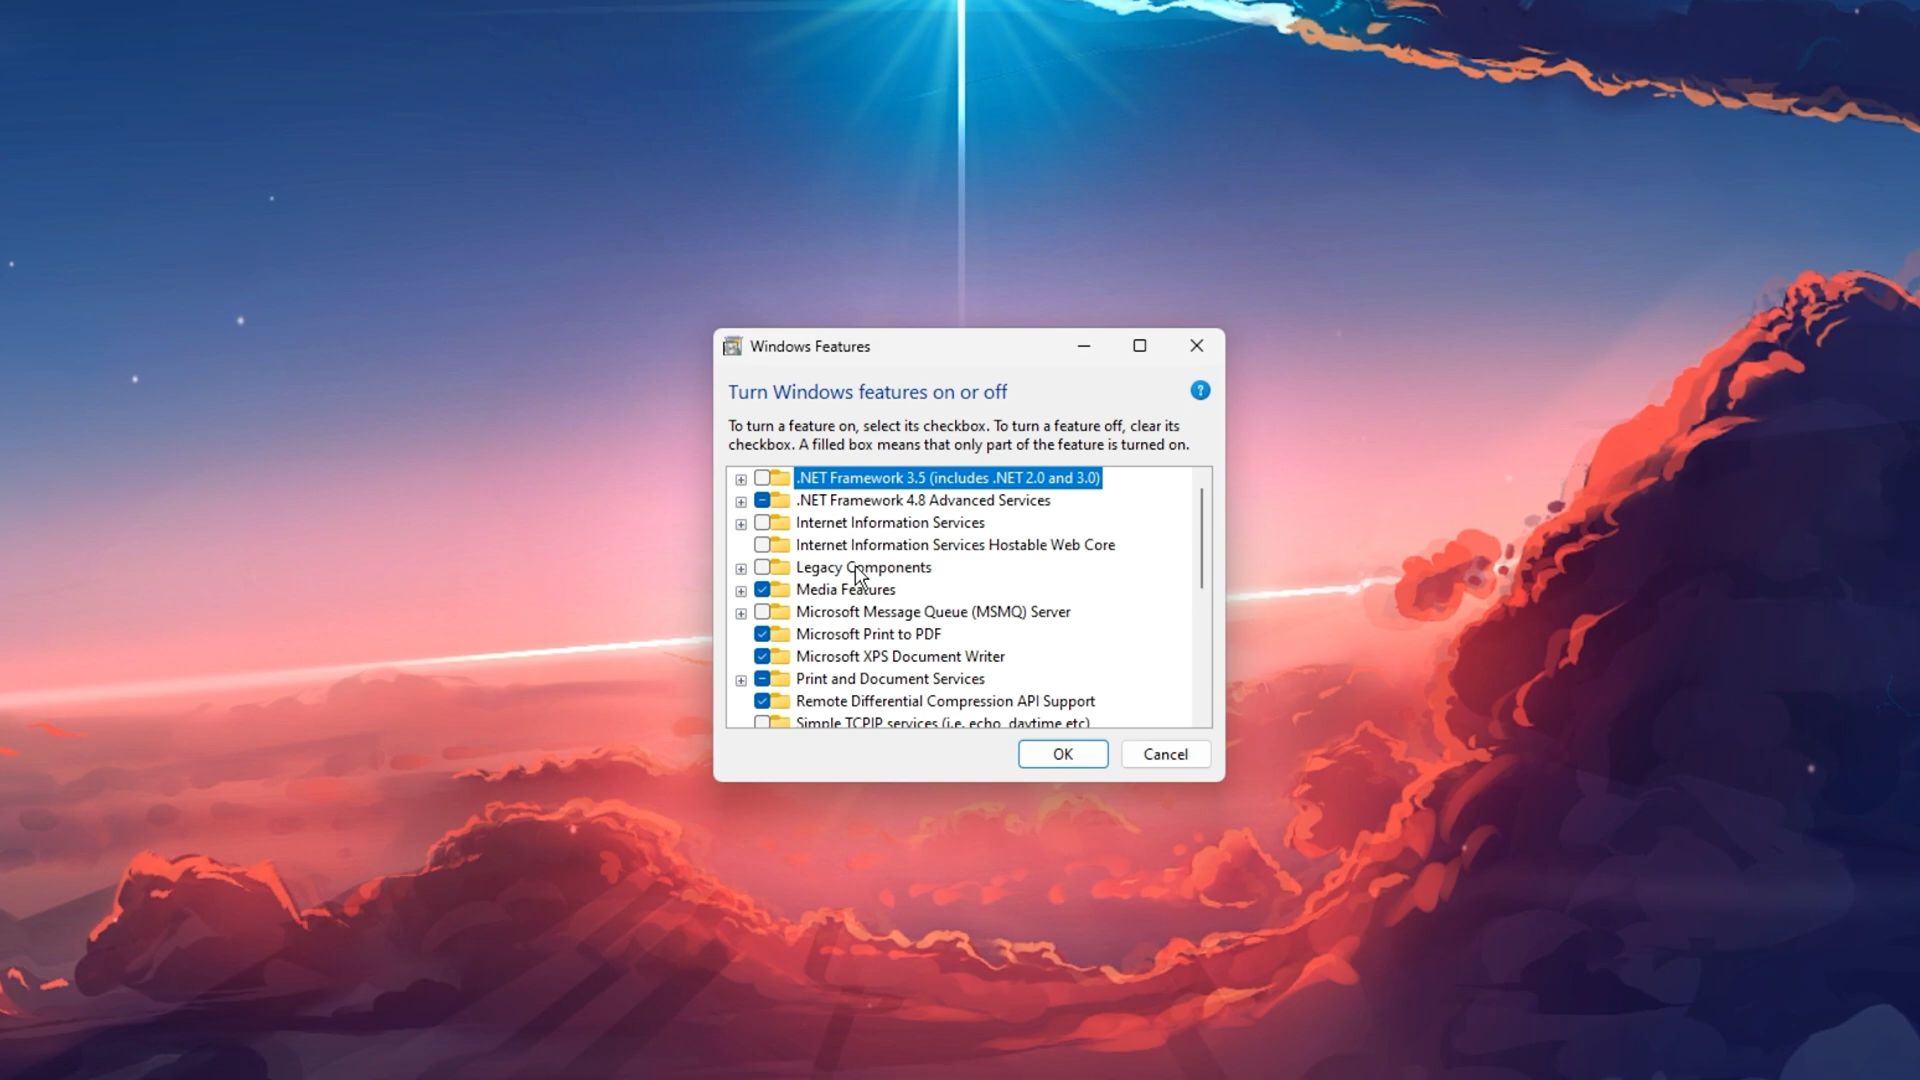 Windows Features
Turn Windows features on or off
?
To turn a feature on, select its checkbox. To turn a feature off, clear its
checkbox. A filled box means that only part of the feature is turned on.
.NET Framework 3.5 (includes .NET 2.0 and 3.0)
.NET Framework 4.8 Advanced Services
Internet Information Services
Internet Information Services Hostable Web Core
Legacy Components
Media Features
Microsoft Message Queue (MSMQ) Server
Microsoft Print to PDF
Microsoft XPS Document Writer
Print and Document Services
Remote Differential Compression API Support
Simple TCPIP services (i.e. echo, daytime etc)
OK
Cancel